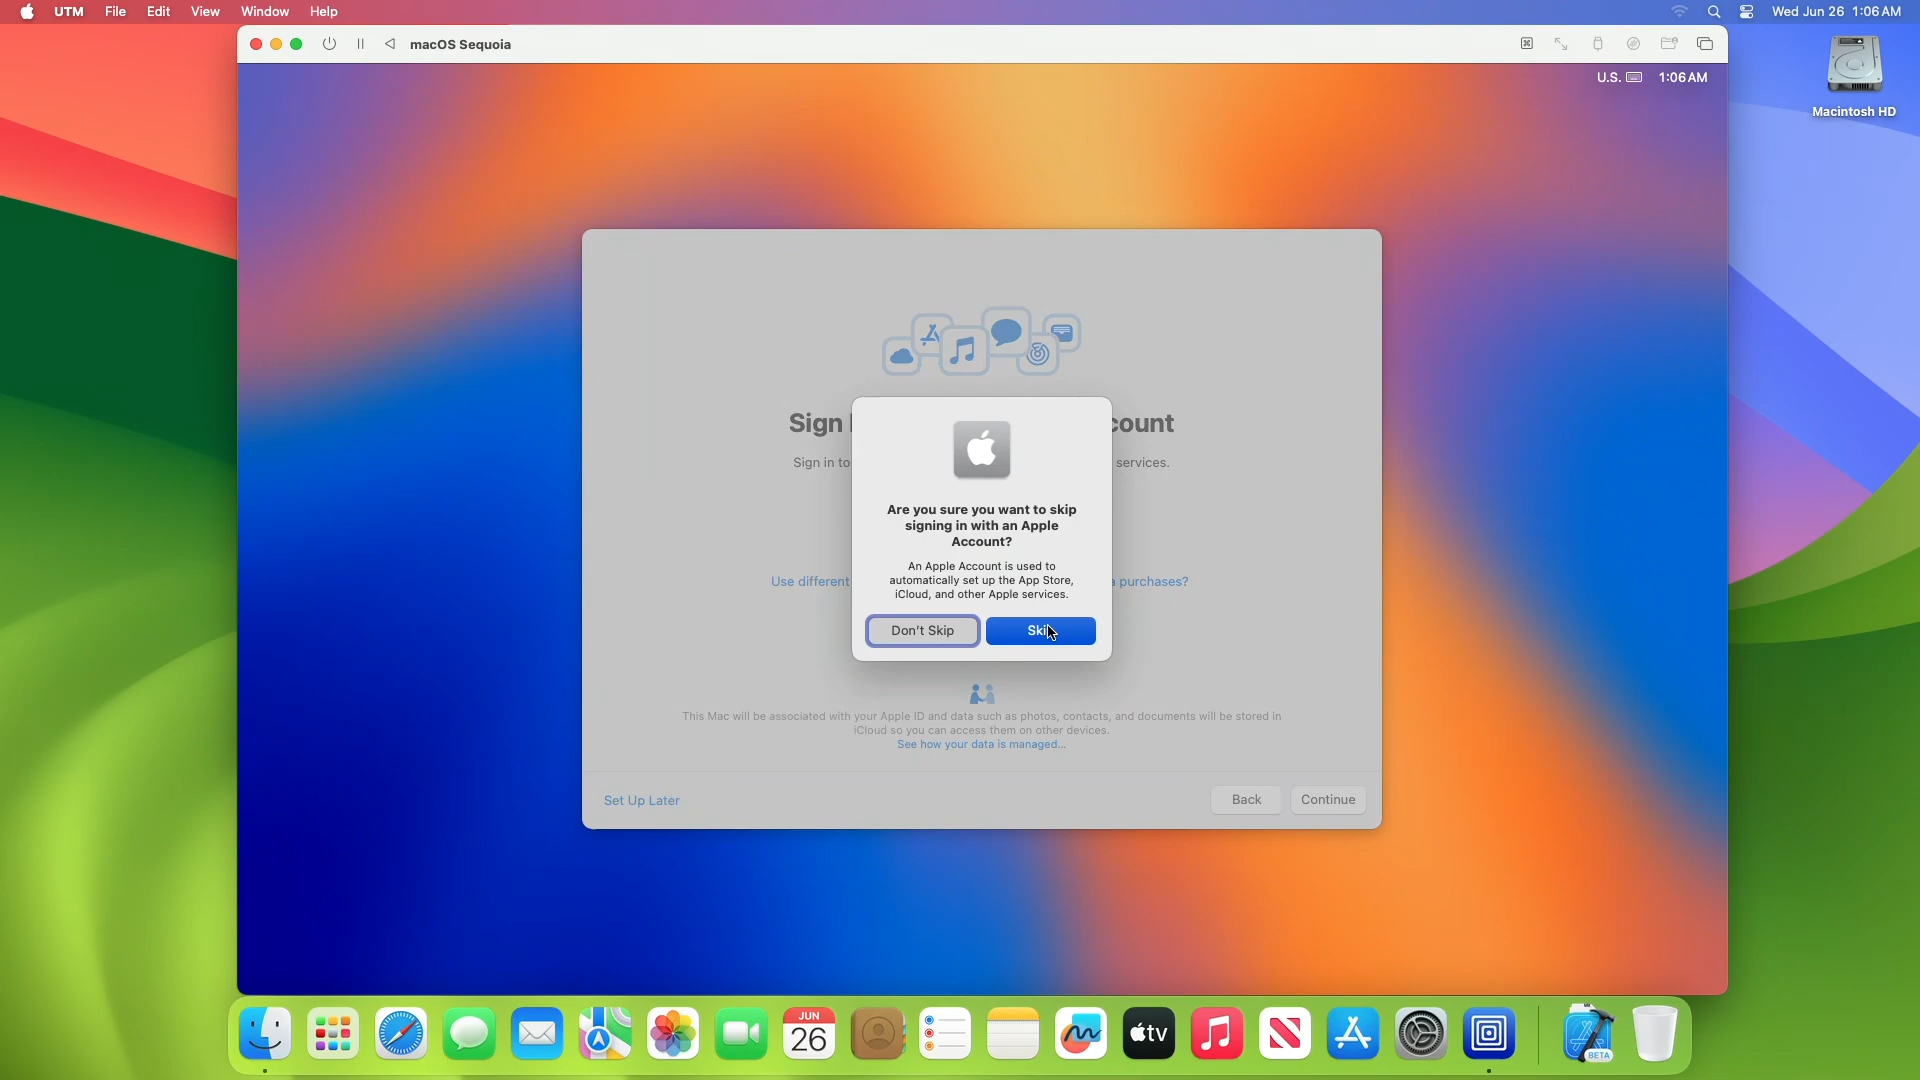 UTM File Edit View Window Help
Wed Jun 26 1:06 AM
macOS Sequoia
U.S. 1:06 AM
Macintosh HD
Sign
count
Sign in to
services.
Are you sure you want to skip
signing in with an Apple
Account?
An Apple Account is used to
automatically set up the App Store,
iCloud, and other Apple services.
Use different
purchases?
Don't Skip
This Mac will be associated with your Apple ID and data such as photos, contacts, and documents will be stored in
iCloud so you can access them on other devices.
See how your data is managed...
Set Up Later
Back
Continue
JUN
26
tv
BETA